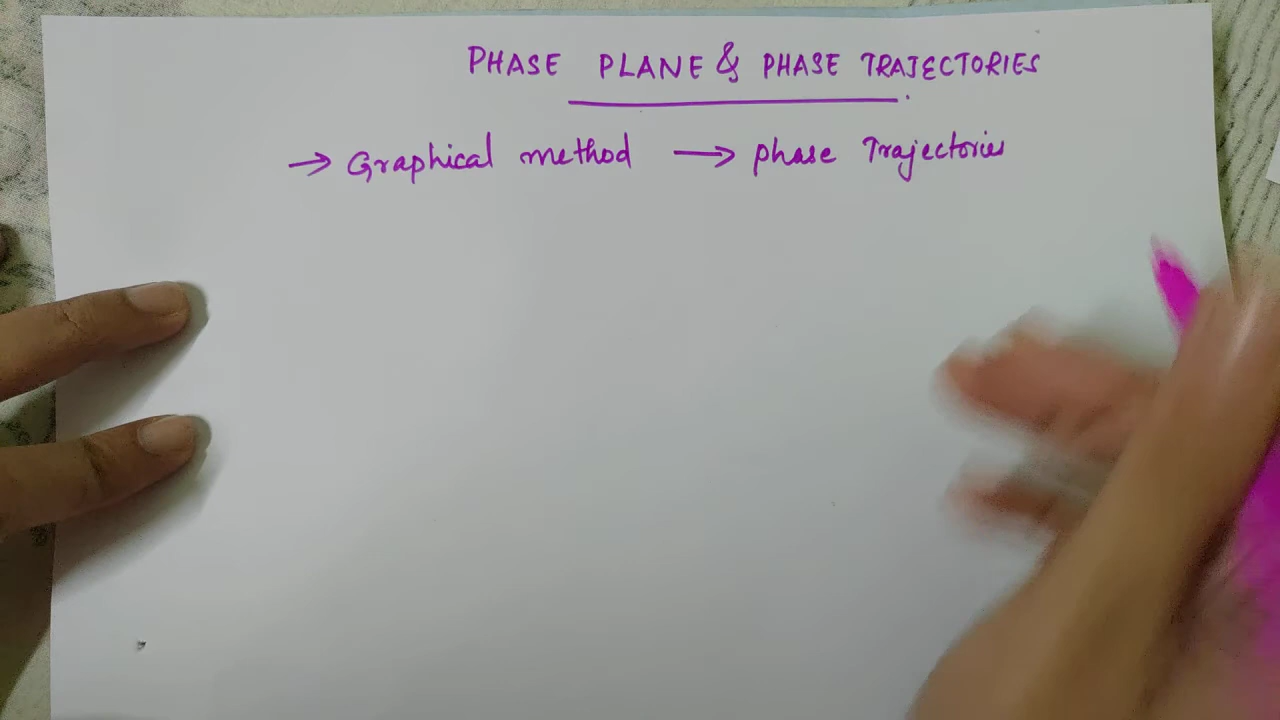 PHASE PLANE & PHASE TRAJECTORIES
→ Graphical method → phase Trajectories